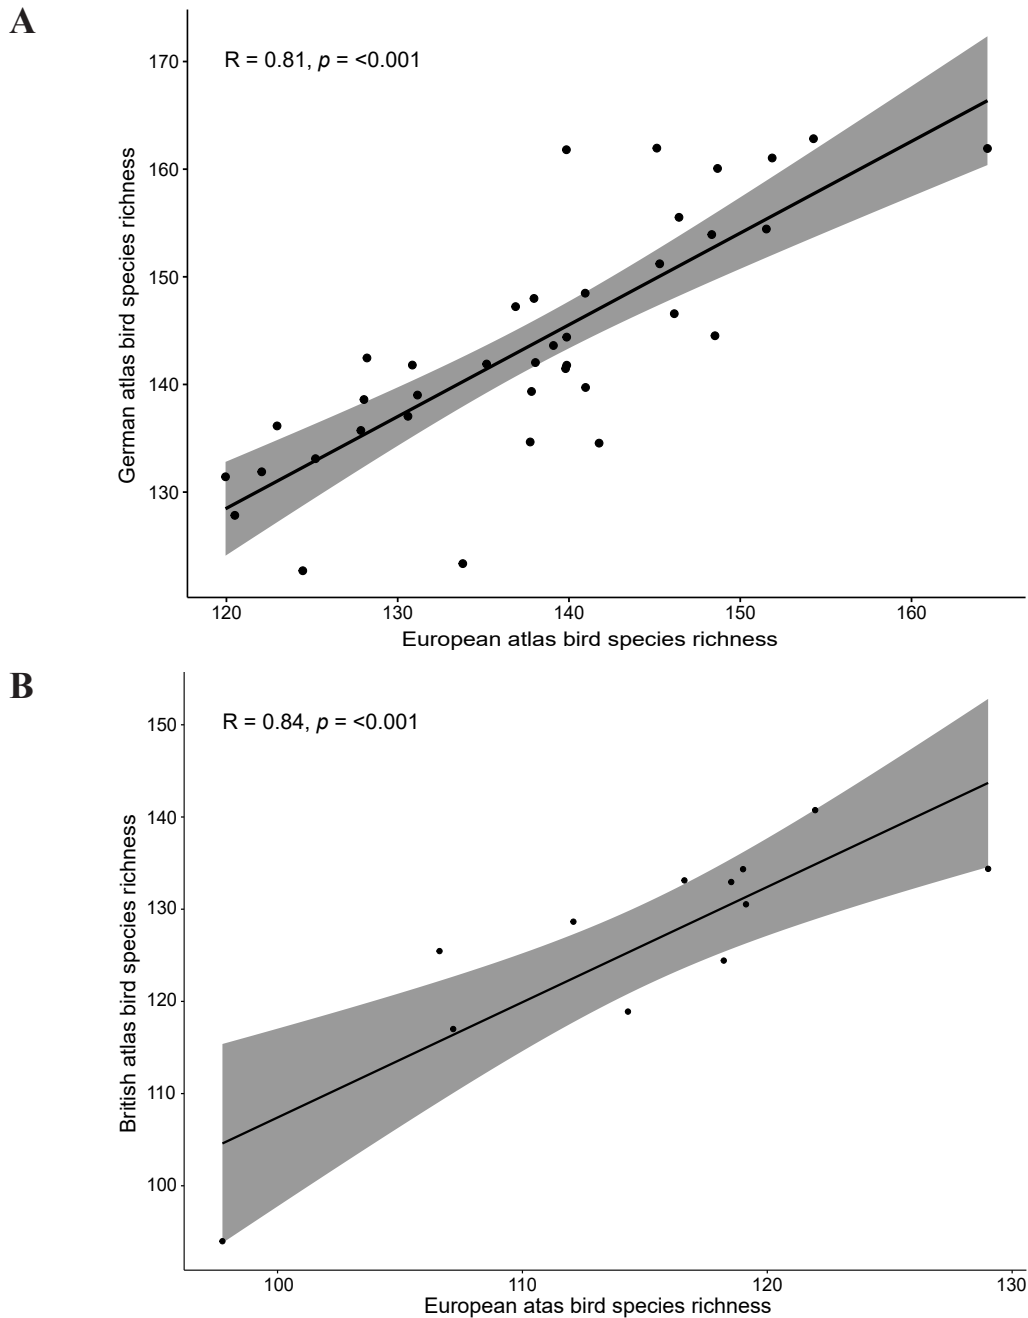 A
R = 0.81, p = <0.001
German atlas bird species richness
170
160
150
140
130
120
130
140
150
160
European atlas bird species richness
B
R = 0.84, p = <0.001
British atlas bird species richness
150
140
130
120
110
100
100
110
120
130
European atas bird species richness